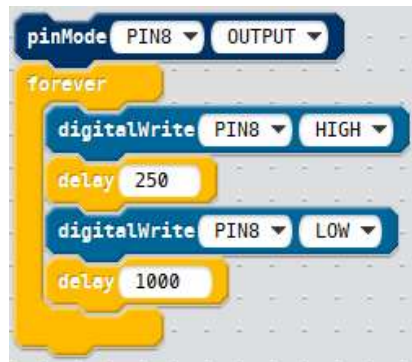 pinMode PIN8 OUTPUT
forever
digitalWrite PIN8 HIGH
delay 250
digitalWrite PIN8 LOW
delay 1000